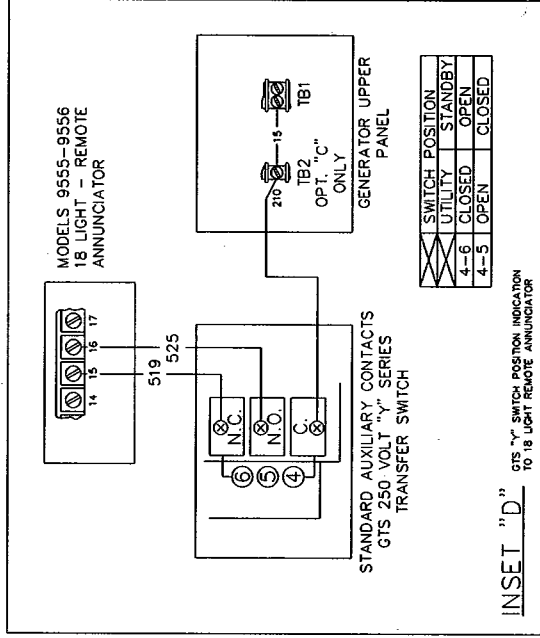 MODELS 9555-9556
18 LIGHT - REMOTE
ANNUNCIATOR
14
15
16
17
519
525
N.C.
N.O.
C.
6
5
4
STANDARD AUXILIARY CONTACTS
GTS 250 VOLT "Y" SERIES
TRANSFER SWITCH
210
15
TB2
OPT. "C"
ONLY
TB1
GENERATOR UPPER
PANEL
SWITCH POSITION
UTILITY STANDBY
4-6 CLOSED OPEN
4-5 OPEN CLOSED
INSET "D"
GTS "Y" SWITCH POSITION INDICATION
TO 18 LIGHT REMOTE ANNUNCIATOR